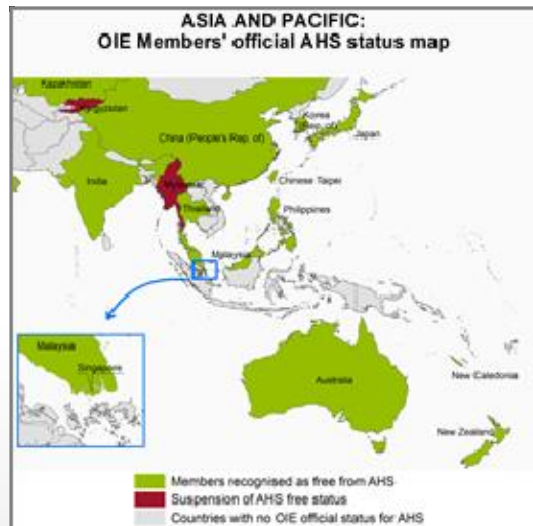 ASIA AND PACIFIC:
OIE Members' official AHS status map
Kazakhstan
Kyrgyzstan
China (People's Rep. of)
Korea
(Rep. of)
Japan
India
Myanmar
Chinese Taipei
Thailand
Philippines
Malaysia
Malaysia
Singapore
Australia
New Caledonia
New Zealand
Members recognised as free from AHS
Suspension of AHS free status
Countries with no OIE official status for AHS